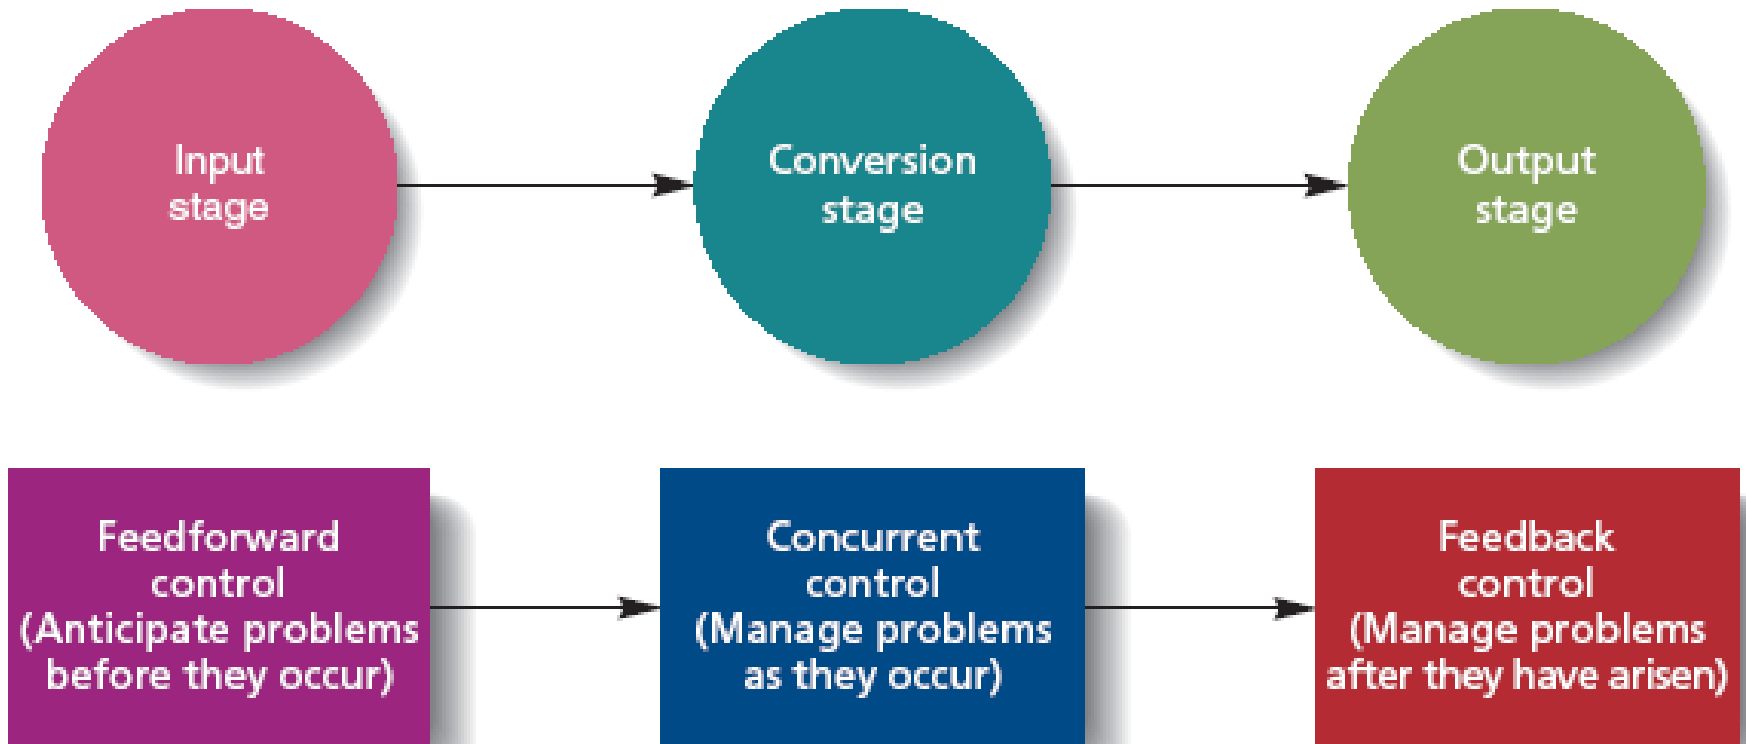 Input
stage
Conversion
stage
Output
stage
Feedforward
control
(Anticipate problems
before they occur)
Concurrent
control
(Manage problems
as they occur)
Feedback
control
(Manage problems
after they have arisen)